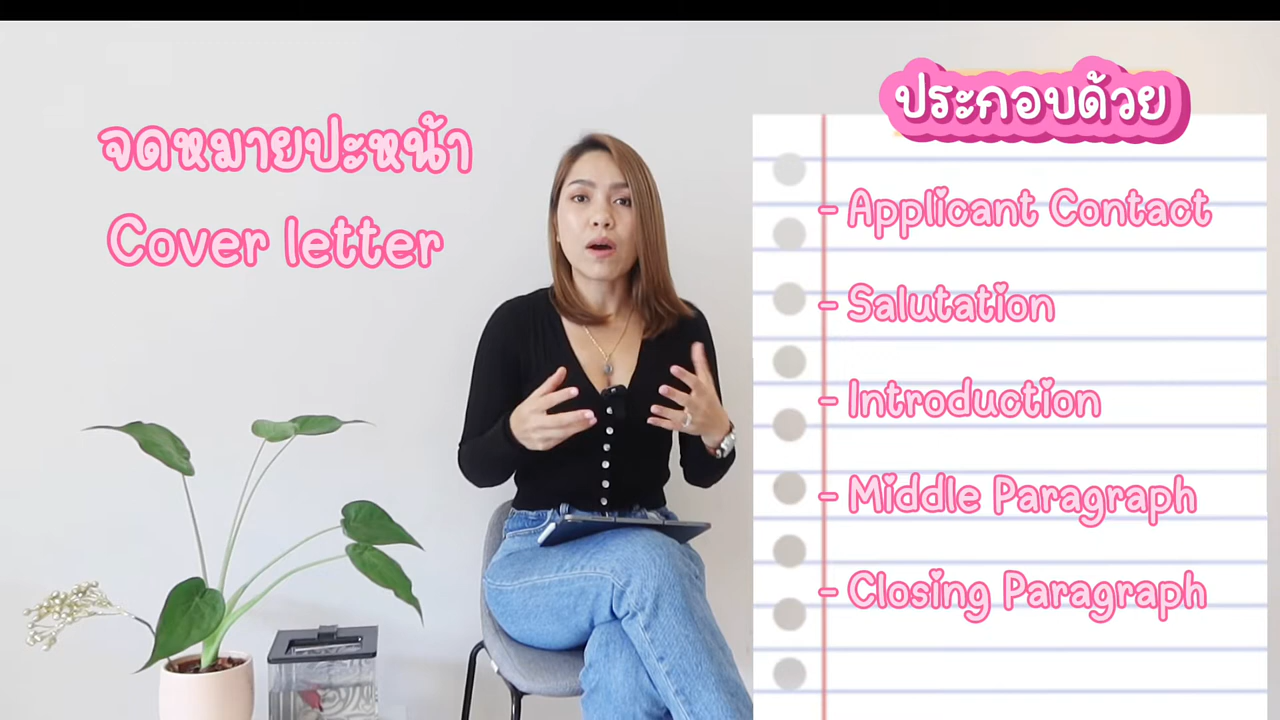 จดหมายปะหน้า
Cover letter
ประกอบด้วย
- Applicant Contact
- Salutation
- Introduction
- Middle Paragraph
- Closing Paragraph